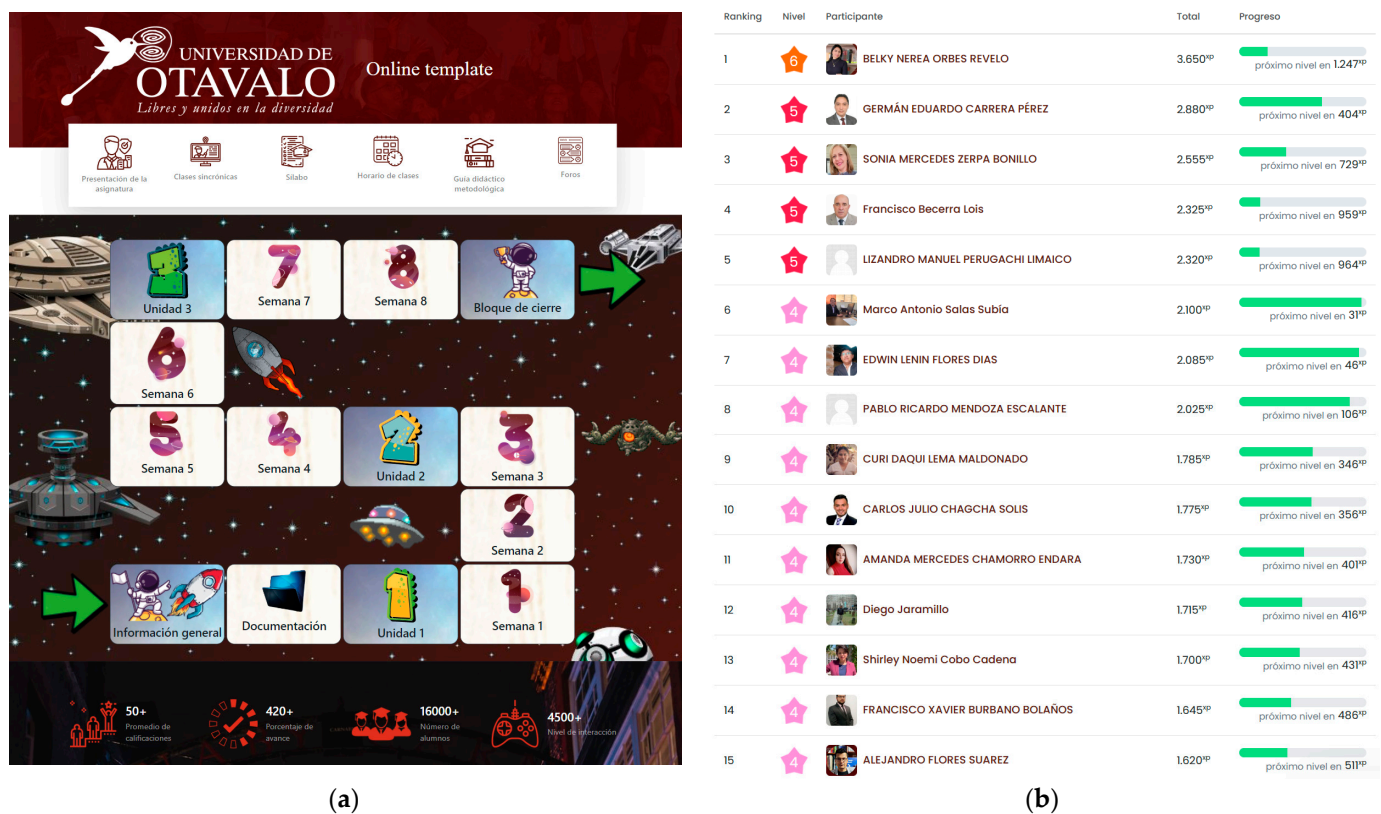 UNIVERSIDAD DE
OTAVALO
Libres y unidos en la diversidad
Online template
Presentación de la
asignatura
Clases sincrónicas
Sílabo
Horario de clases
Guía didáctico
metodológica
Foros
Unidad 3
Semana 7
Semana 8
Bloque de cierre
Semana 6
Semana 5
Semana 4
Unidad 2
Semana 3
Semana 2
Información general
Documentación
Unidad 1
Semana 1
50+
Promedio de
calificaciones
420+
Porcentaje de
avance
16000+
Número de
alumnos
4500+
Nivel de interacción
(a)
Ranking Nivel Participante Total Progreso
1 6 BELKY NEREA ORBES REVELO 3.650xp
próximo nivel en 1.247xp
2 5 GERMÁN EDUARDO CARRERA PÉREZ 2.880xp
próximo nivel en 404xp
3 5 SONIA MERCEDES ZERPA BONILLO 2.555xp
próximo nivel en 729xp
4 5 Francisco Becerra Lois 2.325xp
próximo nivel en 959xp
5 5 LIZANDRO MANUEL PERUGACHI LIMAICO 2.320xp
próximo nivel en 964xp
6 4 Marco Antonio Salas Subía 2.100xp
próximo nivel en 31xp
7 4 EDWIN LENIN FLORES DIAS 2.085xp
próximo nivel en 46xp
8 4 PABLO RICARDO MENDOZA ESCALANTE 2.025xp
próximo nivel en 106xp
9 4 CURI DAQUI LEMA MALDONADO 1.785xp
próximo nivel en 346xp
10 4 CARLOS JULIO CHAGCHA SOLIS 1.775xp
próximo nivel en 356xp
11 4 AMANDA MERCEDES CHAMORRO ENDARA 1.730xp
próximo nivel en 401xp
12 4 Diego Jaramillo 1.715xp
próximo nivel en 416xp
13 4 Shirley Noemi Cobo Cadena 1.700xp
próximo nivel en 431xp
14 4 FRANCISCO XAVIER BURBANO BOLAÑOS 1.645xp
próximo nivel en 486xp
15 4 ALEJANDRO FLORES SUAREZ 1.620xp
próximo nivel en 511xp
(b)